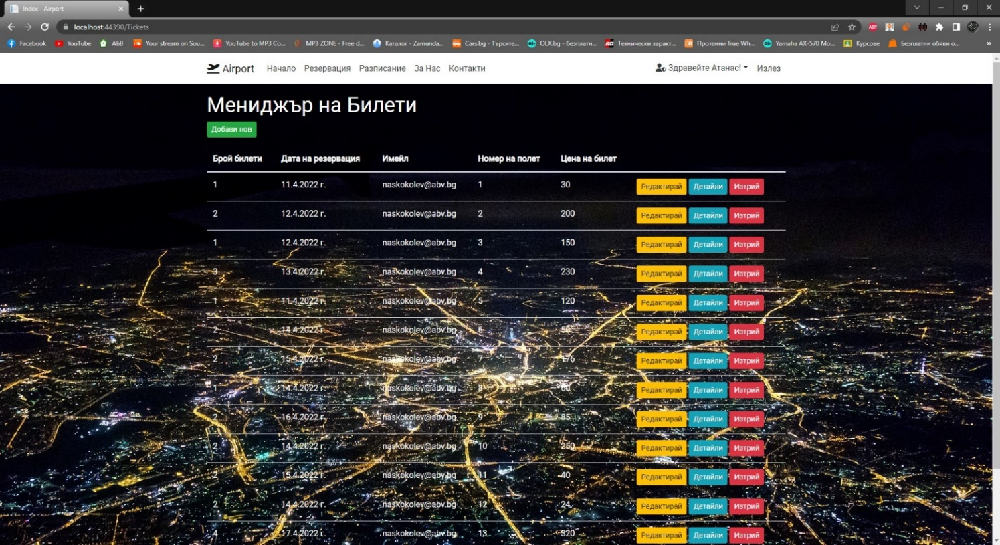 Index - Airport
localhost:44390/Tickets
Facebook YouTube АБВ Your stream on Sou... YouTube to MP3 Co... MP3 ZONE - Free d... Каталог - Zamunda... Cars.bg - Търсите... OLX.bg - безплатн... Технически характ... Протеини True Wh... Yamaha AX-570 Mo... Курсове Безплатни обяви о... »
Airport Начало Резервация Разписание За Нас Контакти Здравейте Атанас! Излез
Мениджър на Билети
Добави нов
Брой билети Дата на резервация Имейл Номер на полет Цена на билет
1 11.4.2022 г. naskokolev@abv.bg 1 30 Редактирай Детайли Изтрий
2 12.4.2022 г. naskokolev@abv.bg 2 200 Редактирай Детайли Изтрий
1 12.4.2022 г. naskokolev@abv.bg 3 150 Редактирай Детайли Изтрий
3 13.4.2022 г. naskokolev@abv.bg 4 230 Редактирай Детайли Изтрий
1 11.4.2022 г. naskokolev@abv.bg 5 120 Редактирай Детайли Изтрий
2 14.4.2022 г. naskokolev@abv.bg 6 Редактирай Детайли Изтрий
2 15.4.2022 г. naskokolev@abv.bg 7 176 Редактирай Детайли Изтрий
1 14.4.2022 г. naskokolev@abv.bg 8 Редактирай Детайли Изтрий
2 16.4.2022 г. naskokolev@abv.bg 9 85 Редактирай Детайли Изтрий
2 14.4.2022 г. naskokolev@abv.bg 10 250 Редактирай Детайли Изтрий
2 15.4.2022 г. naskokolev@abv.bg 11 40 Редактирай Детайли Изтрий
2 14.4.2022 г. naskokolev@abv.bg 12 24 Редактирай Детайли Изтрий
4 17.4.2022 г. naskokolev@abv.bg 13 320 Редактирай Детайли Изтрий